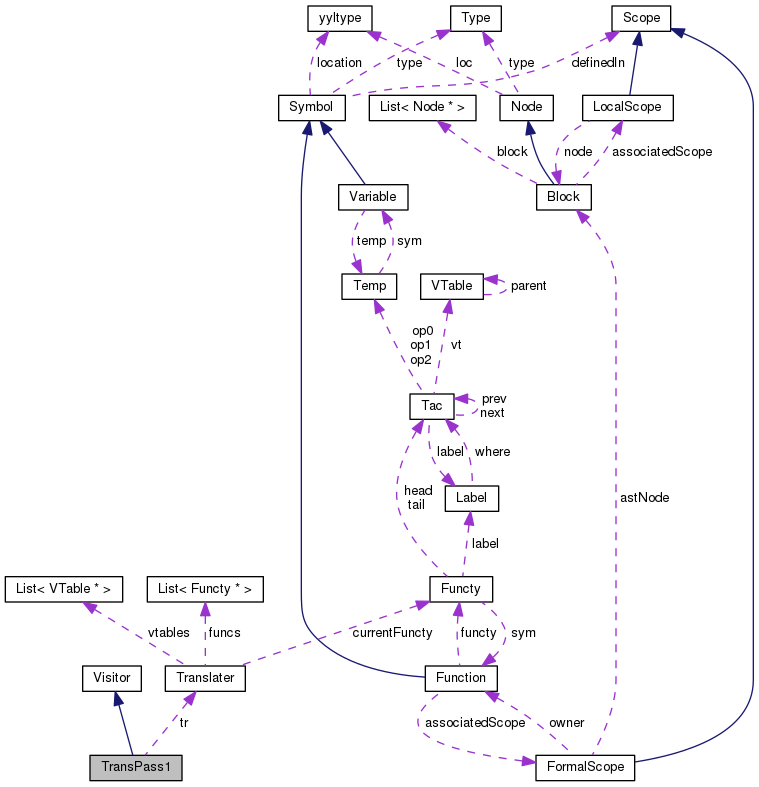 yyltype
Type
Scope
location
type
loc
type
definedIn
Symbol
List< Node * >
Node
LocalScope
block
node
associatedScope
Variable
Block
temp
sym
Temp
VTable
parent
op0
op1
op2
vt
Tac
prev
next
label
where
head
tail
Label
astNode
label
List< VTable * >
List< Functy * >
Functy
vtables
funcs
currentFuncty
functy
sym
Visitor
Translater
Function
tr
associatedScope
owner
TransPass1
FormalScope